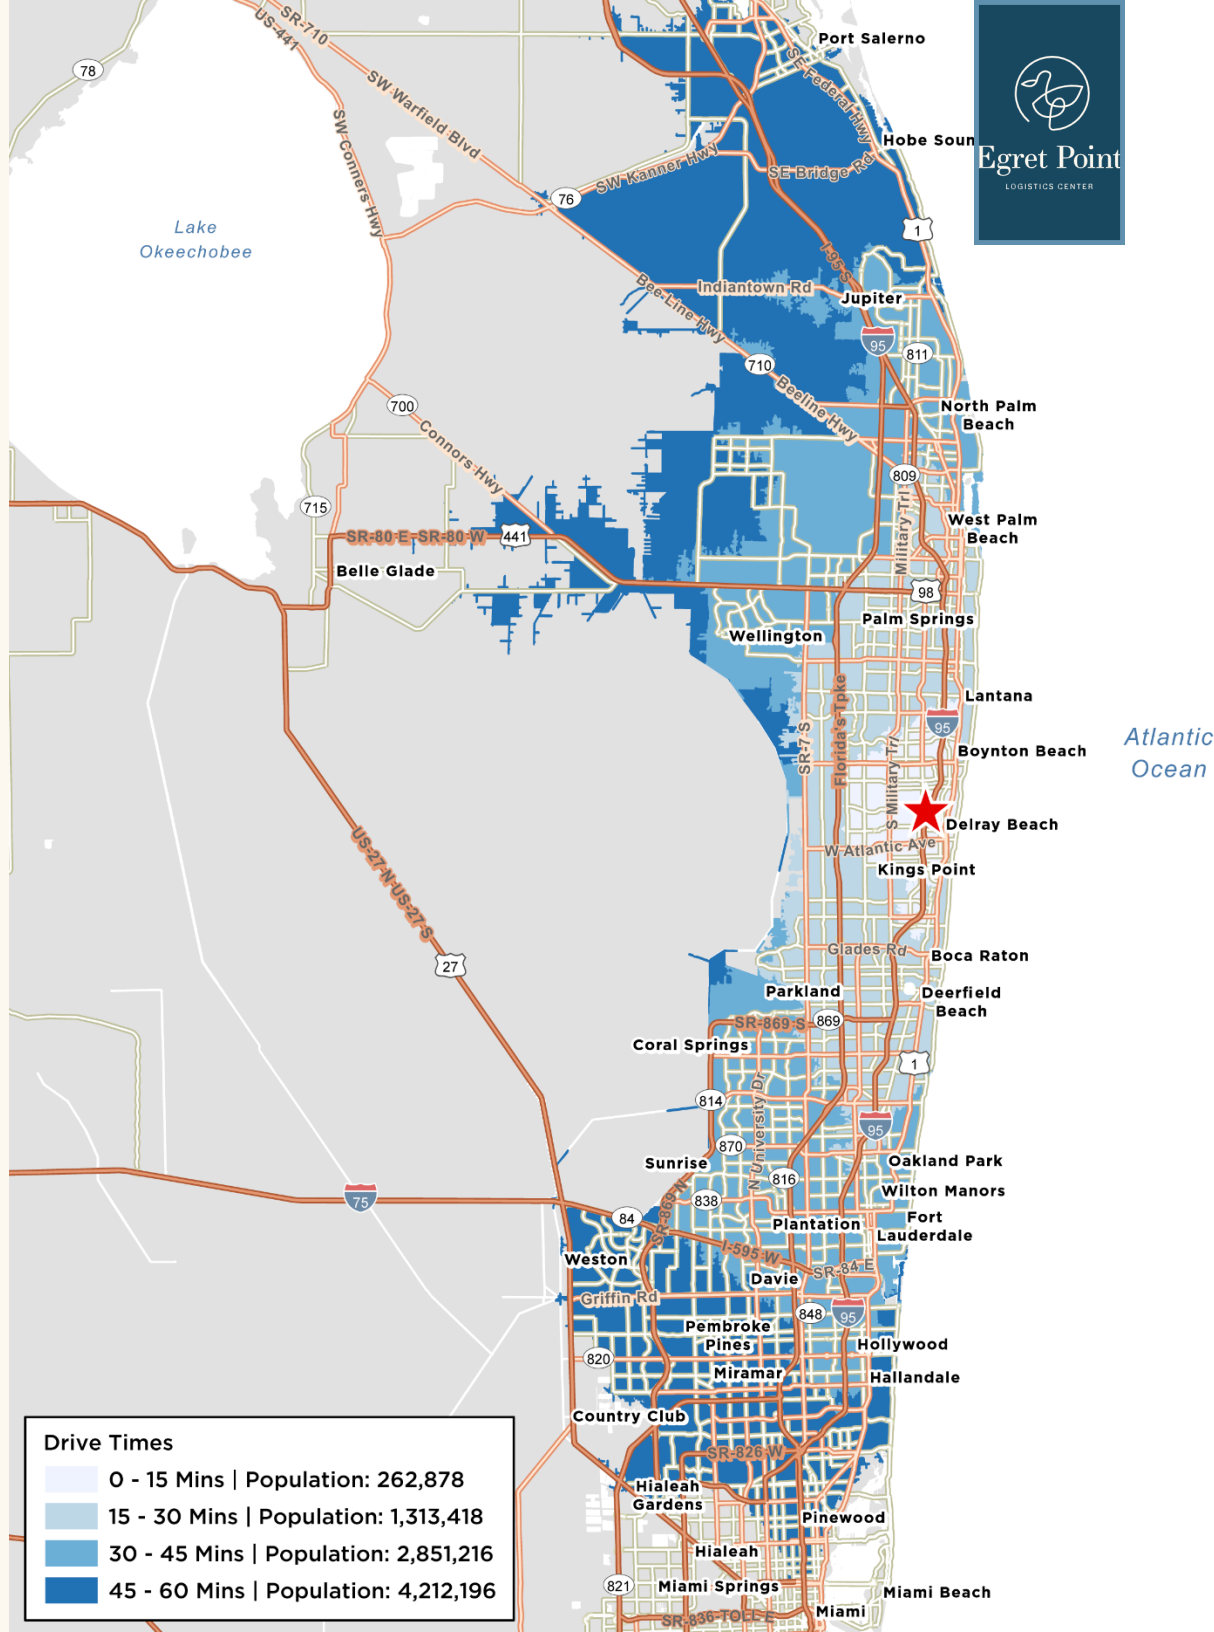 Port Salerno
SR-710
US-441
78
SE Federal Hwy
SW Warfield Blvd
SW Conners Hwy
Hobe Soun
Egret Point
LOGISTICS CENTER
SW Kanner Hwy
SE Bridge Rd
76
1
Lake
Okeechobee
I-95 S
Indiantown Rd
Bee Line Hwy
Jupiter
95
811
710
Beeline Hwy
700
Connors Hwy
North Palm
Beach
809
Military Trl
715
West Palm
Beach
SR-80 E
SR-80 W
441
Belle Glade
98
Palm Springs
Wellington
Lantana
Florida's Tpke
SR-7 S
S Military Trl
95
Boynton Beach
Atlantic
Ocean
Delray Beach
W Atlantic Ave
Kings Point
US-27 N
US-27 S
27
Glades Rd
Boca Raton
Parkland
Deerfield
Beach
SR-869 S
869
Coral Springs
1
N University Dr
814
95
870
Sunrise
Oakland Park
816
Wilton Manors
75
838
SR-869 N
84
Plantation
Fort
Lauderdale
I-595 W
Weston
SR-84 E
Davie
Griffin Rd
848
95
Pembroke
Pines
Hollywood
820
Miramar
Hallandale
Country Club
SR-826 W
Hialeah
Gardens
Pinewood
Hialeah
821
Miami Springs
Miami Beach
Miami
SR-836-TOLL E
Drive Times
0 - 15 Mins | Population: 262,878
15 - 30 Mins | Population: 1,313,418
30 - 45 Mins | Population: 2,851,216
45 - 60 Mins | Population: 4,212,196